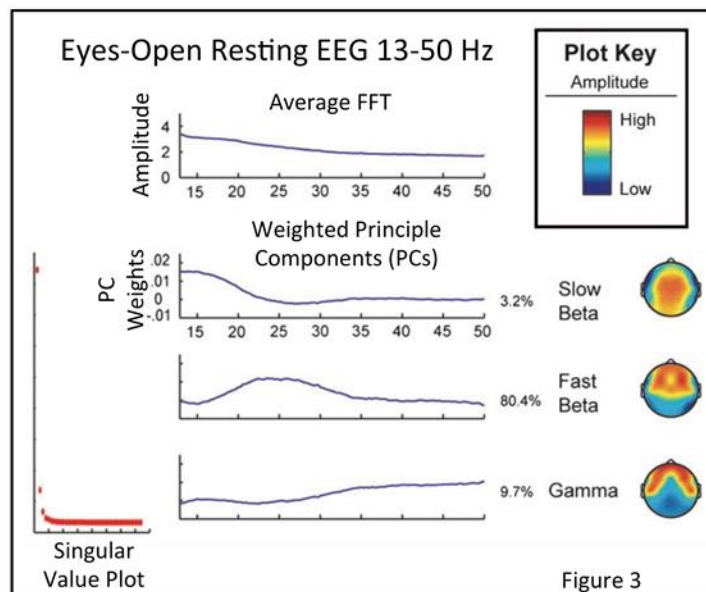 Eyes-Open Resting EEG 13-50 Hz
Plot Key
Amplitude
High
Low
Average FFT
Amplitude
4
2
0
15 20 25 30 35 40 45 50
Weighted Principle
Components (PCs)
PC
Weights
.02
.01
0
-.01
15 20 25 30 35 40 45 50
3.2%
Slow
Beta
80.4%
Fast
Beta
9.7%
Gamma
Singular
Value Plot
Figure 3